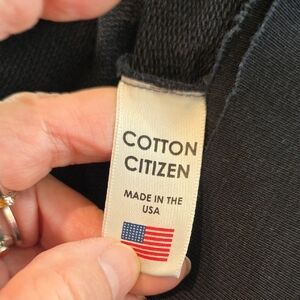 COTTON
CITIZEN
MADE IN THE
USA